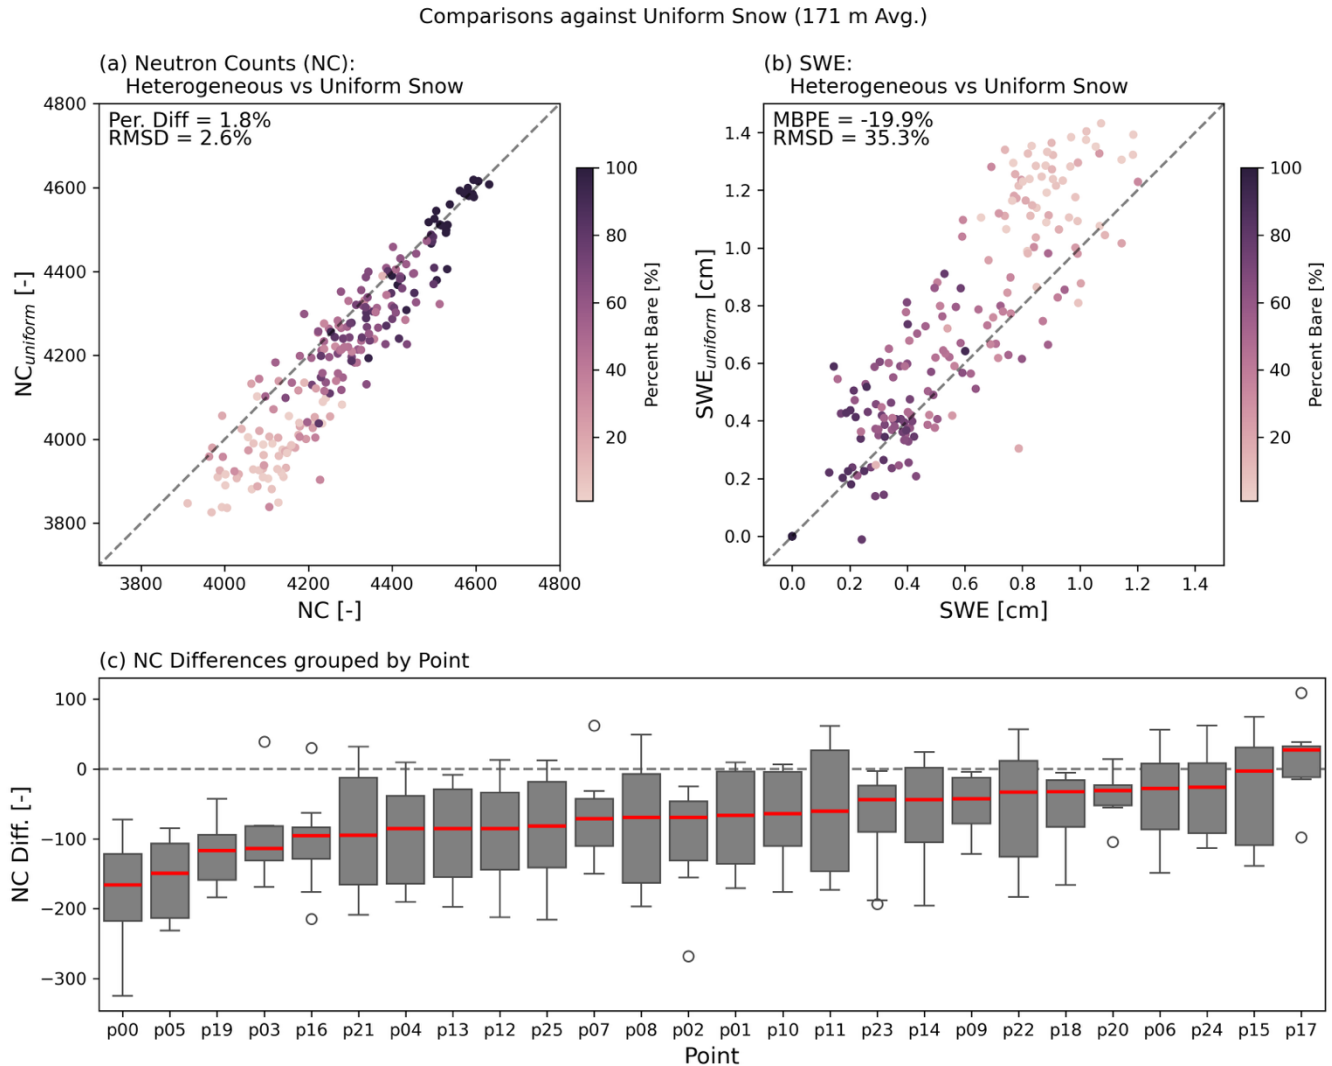 Comparisons against Uniform Snow (171 m Avg.)
(a) Neutron Counts (NC):
Heterogeneous vs Uniform Snow
Per. Diff = 1.8%
RMSD = 2.6%
4800
4600
4400
4200
4000
3800
NCuniform [-]
3800 4000 4200 4400 4600 4800
NC [-]
100
80
60
40
20
Percent Bare [%]
(b) SWE:
Heterogeneous vs Uniform Snow
MBPE = -19.9%
RMSD = 35.3%
1.4
1.2
1.0
0.8
0.6
0.4
0.2
0.0
SWEuniform [cm]
0.0 0.2 0.4 0.6 0.8 1.0 1.2 1.4
SWE [cm]
100
80
60
40
20
Percent Bare [%]
(c) NC Differences grouped by Point
100
0
−100
−200
−300
NC Diff. [-]
p00 p05 p19 p03 p16 p21 p04 p13 p12 p25 p07 p08 p02 p01 p10 p11 p23 p14 p09 p22 p18 p20 p06 p24 p15 p17
Point